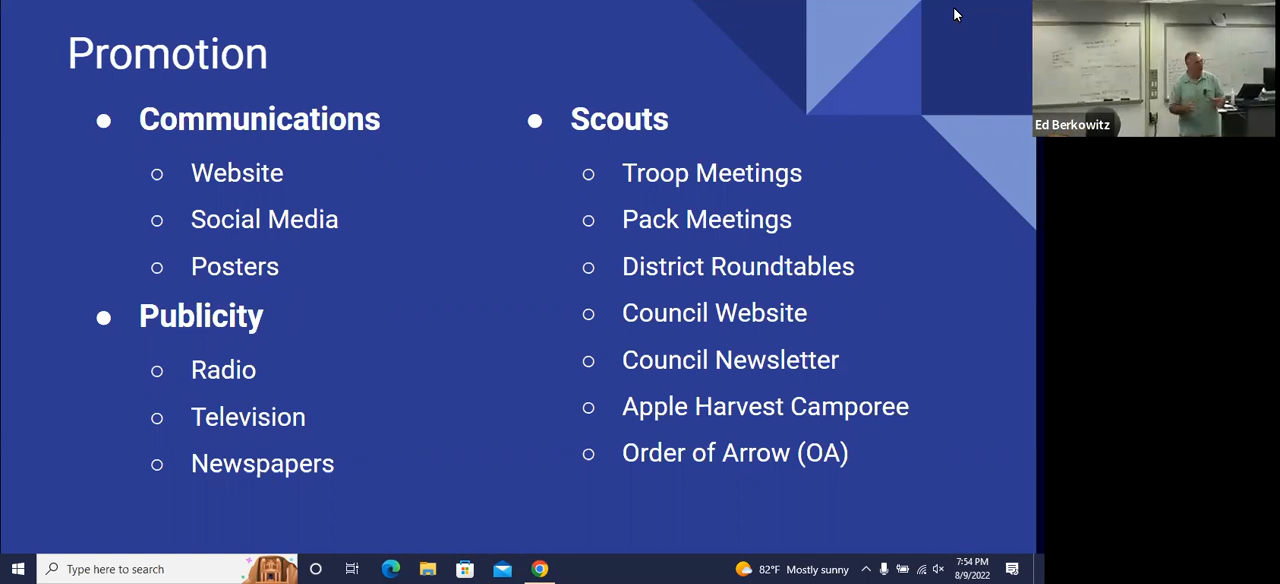 Promotion
Communications
Website
Social Media
Posters
Publicity
Radio
Television
Newspapers
Scouts
Troop Meetings
Pack Meetings
District Roundtables
Council Website
Council Newsletter
Apple Harvest Camporee
Order of Arrow (OA)
Ed Berkowitz
Type here to search
82°F Mostly sunny
7:54 PM
8/9/2022